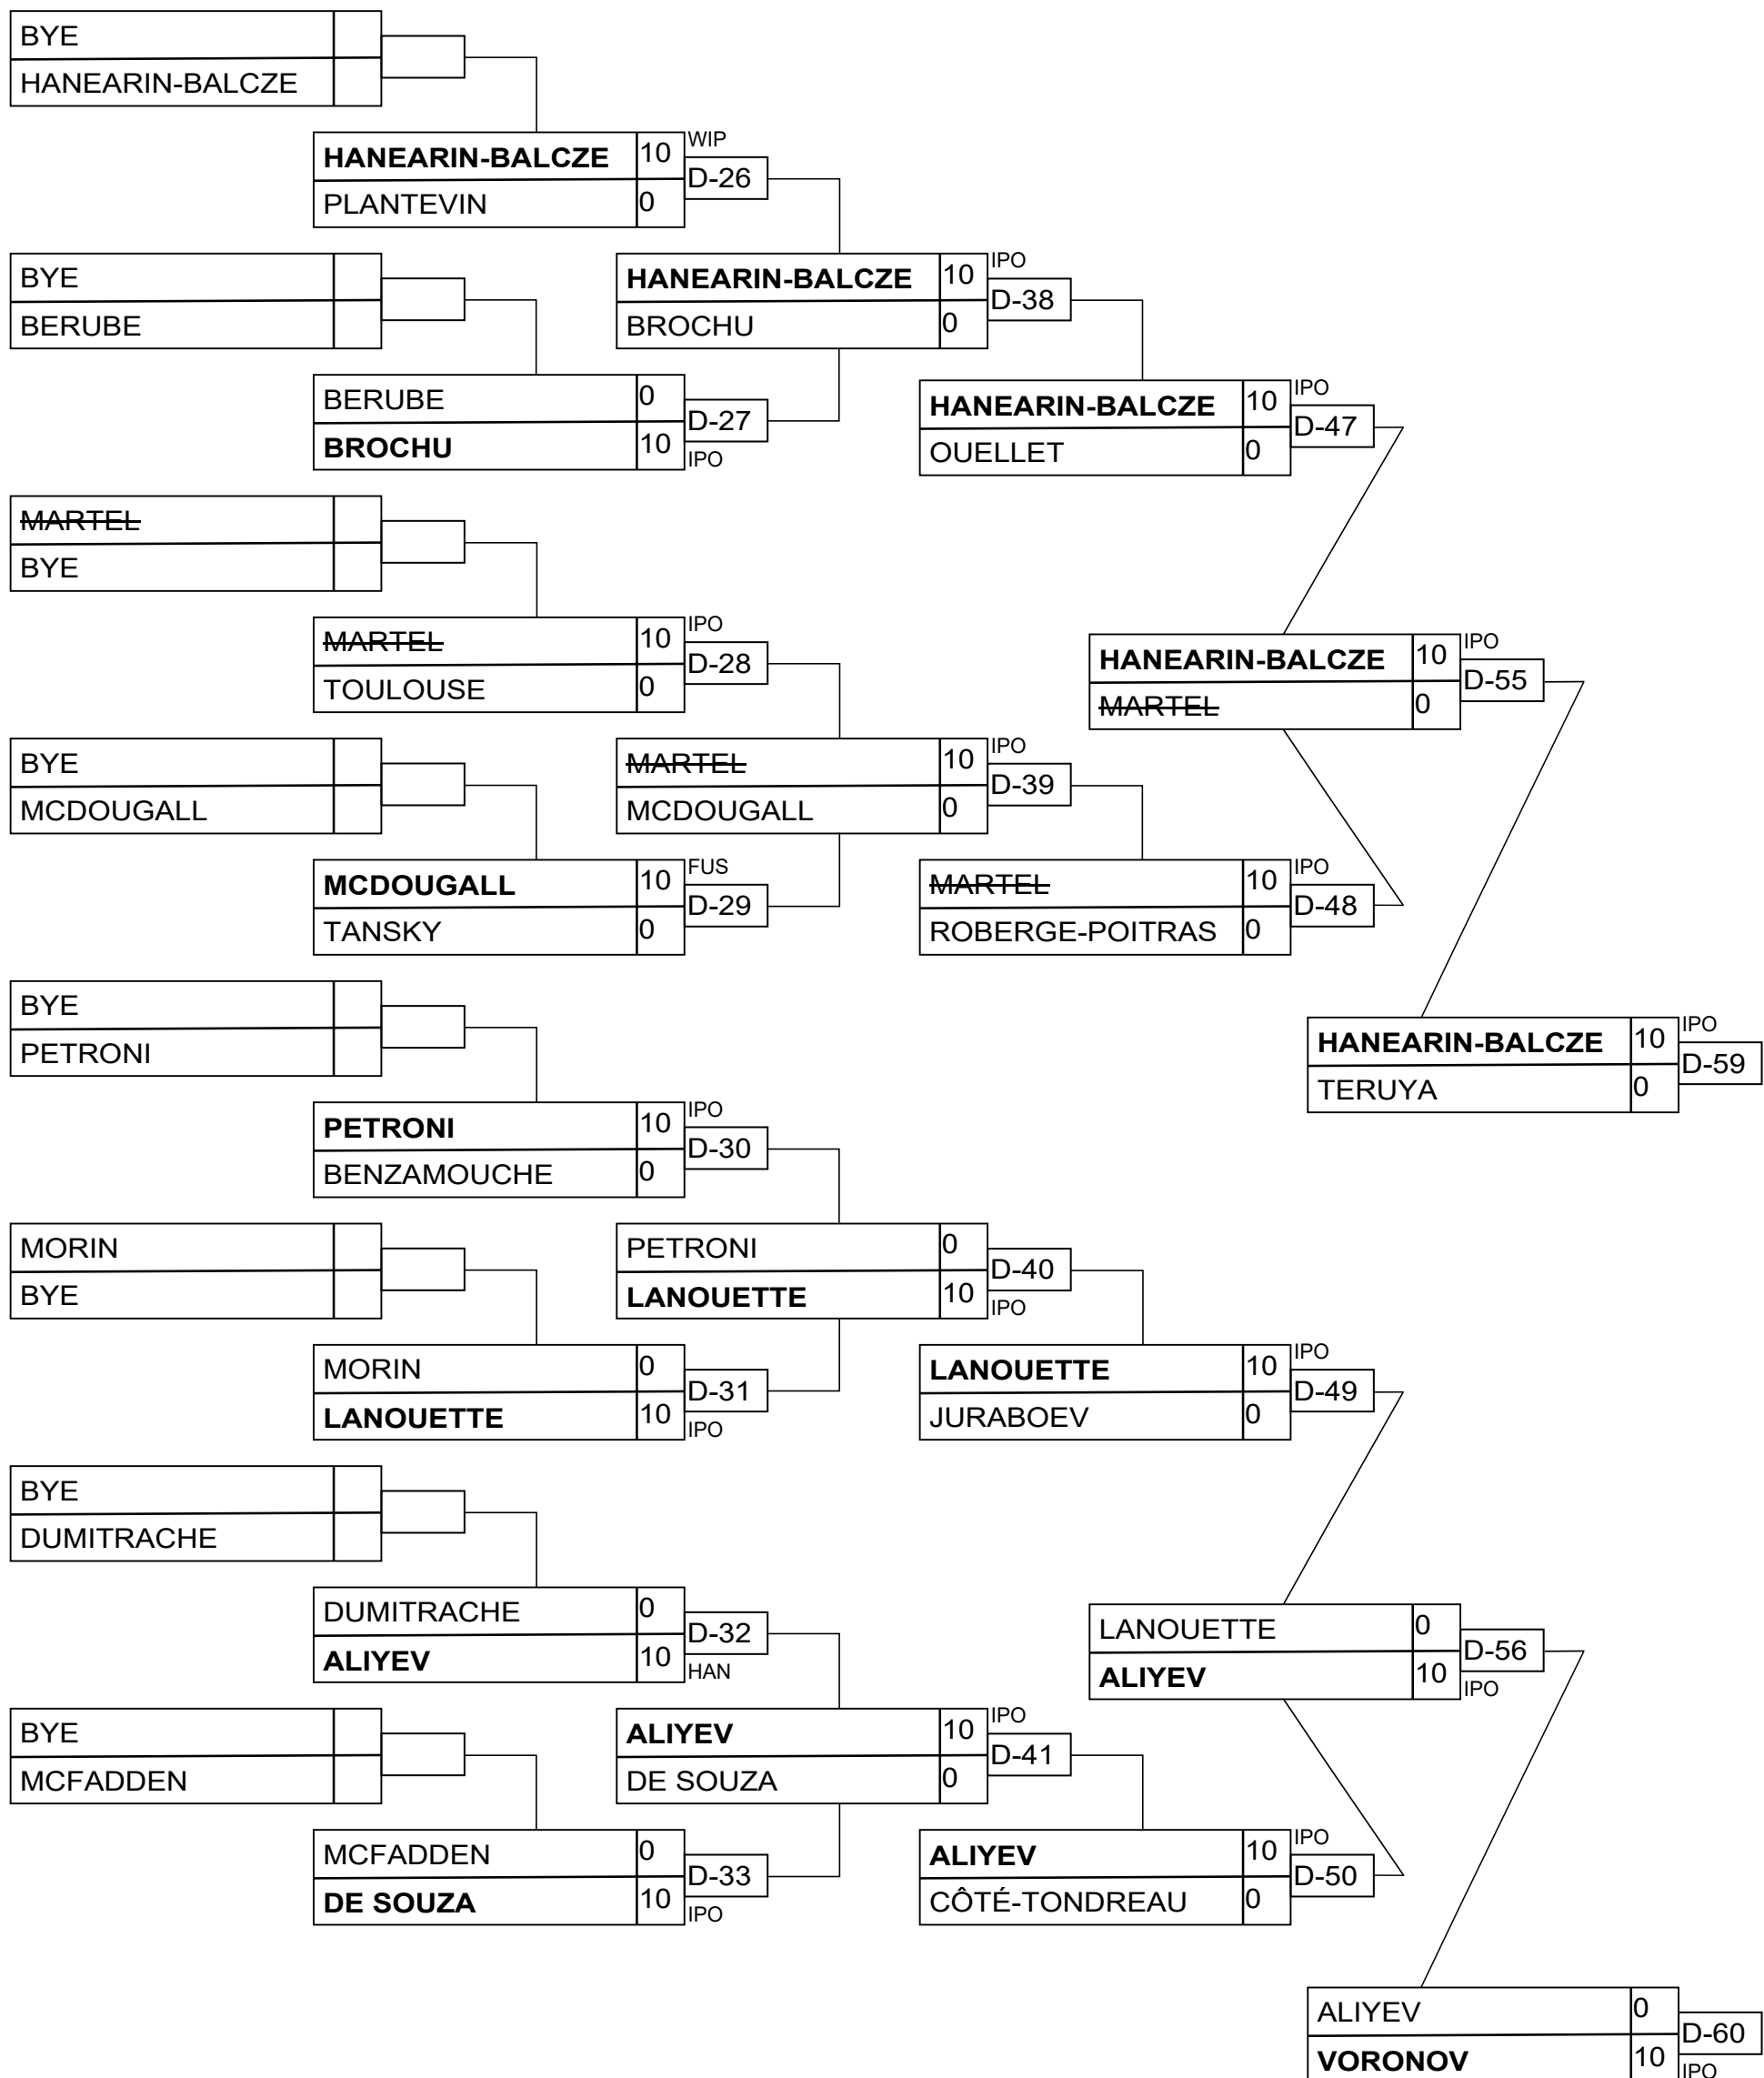 BYE
HANEARIN-BALCZE
HANEARIN-BALCZE 10 WIP
D-26
PLANTEVIN 0
BYE
BERUBE
HANEARIN-BALCZE 10 IPO
D-38
BROCHU 0
BERUBE 0
D-27
BROCHU 10 IPO
HANEARIN-BALCZE 10 IPO
D-47
OUELLET 0
MARTEL
BYE
MARTEL 10 IPO
D-28
TOULOUSE 0
HANEARIN-BALCZE 10 IPO
D-55
MARTEL 0
BYE
MCDOUGALL
MARTEL 10 IPO
D-39
MCDOUGALL 0
MCDOUGALL 10 FUS
D-29
TANSKY 0
MARTEL 10 IPO
D-48
ROBERGE-POITRAS 0
BYE
PETRONI
HANEARIN-BALCZE 10 IPO
D-59
TERUYA 0
PETRONI 10 IPO
D-30
BENZAMOUCHE 0
MORIN
BYE
PETRONI 0
D-40
LANOUETTE 10 IPO
MORIN 0
D-31
LANOUETTE 10 IPO
LANOUETTE 10 IPO
D-49
JURABOEV 0
BYE
DUMITRACHE
DUMITRACHE 0
D-32
ALIYEV 10 HAN
LANOUETTE 0
D-56
ALIYEV 10 IPO
BYE
MCFADDEN
ALIYEV 10 IPO
D-41
DE SOUZA 0
MCFADDEN 0
D-33
DE SOUZA 10 IPO
ALIYEV 10 IPO
D-50
CÔTÉ-TONDREAU 0
ALIYEV 0
D-60
VORONOV 10 IPO